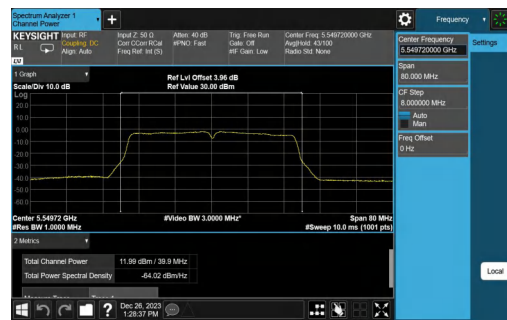 Spectrum Analyzer 1
Channel Power
+
Frequency
KEYSIGHT
RL
Input: RF
Coupling: DC
Align: Auto
Input Z: 50 Ω
Corr CCorr RCal
Freq Ref: Int (S)
Atten: 40 dB
#PNO: Fast
Trig: Free Run
Gate: Off
#IF Gain: Low
Center Freq: 5.549720000 GHz
Avg|Hold: 43/100
Radio Std: None
LW
Center Frequency
5.549720000 GHz
Settings
Span
80.000 MHz
CF Step
8.000000 MHz
Auto
Man
Freq Offset
0 Hz
1 Graph
Scale/Div 10.0 dB
Ref Lvl Offset 3.96 dB
Ref Value 30.00 dBm
Log
20.0
10.0
0.00
-10.0
-20.0
-30.0
-40.0
-50.0
-60.0
Center 5.54972 GHz
#Res BW 1.0000 MHz
#Video BW 3.0000 MHz*
Span 80 MHz
#Sweep 10.0 ms (1001 pts)
2 Metrics
Total Channel Power 11.99 dBm / 39.9 MHz
Total Power Spectral Density -64.02 dBm/Hz
Local
?
Dec 26, 2023
1:28:37 PM